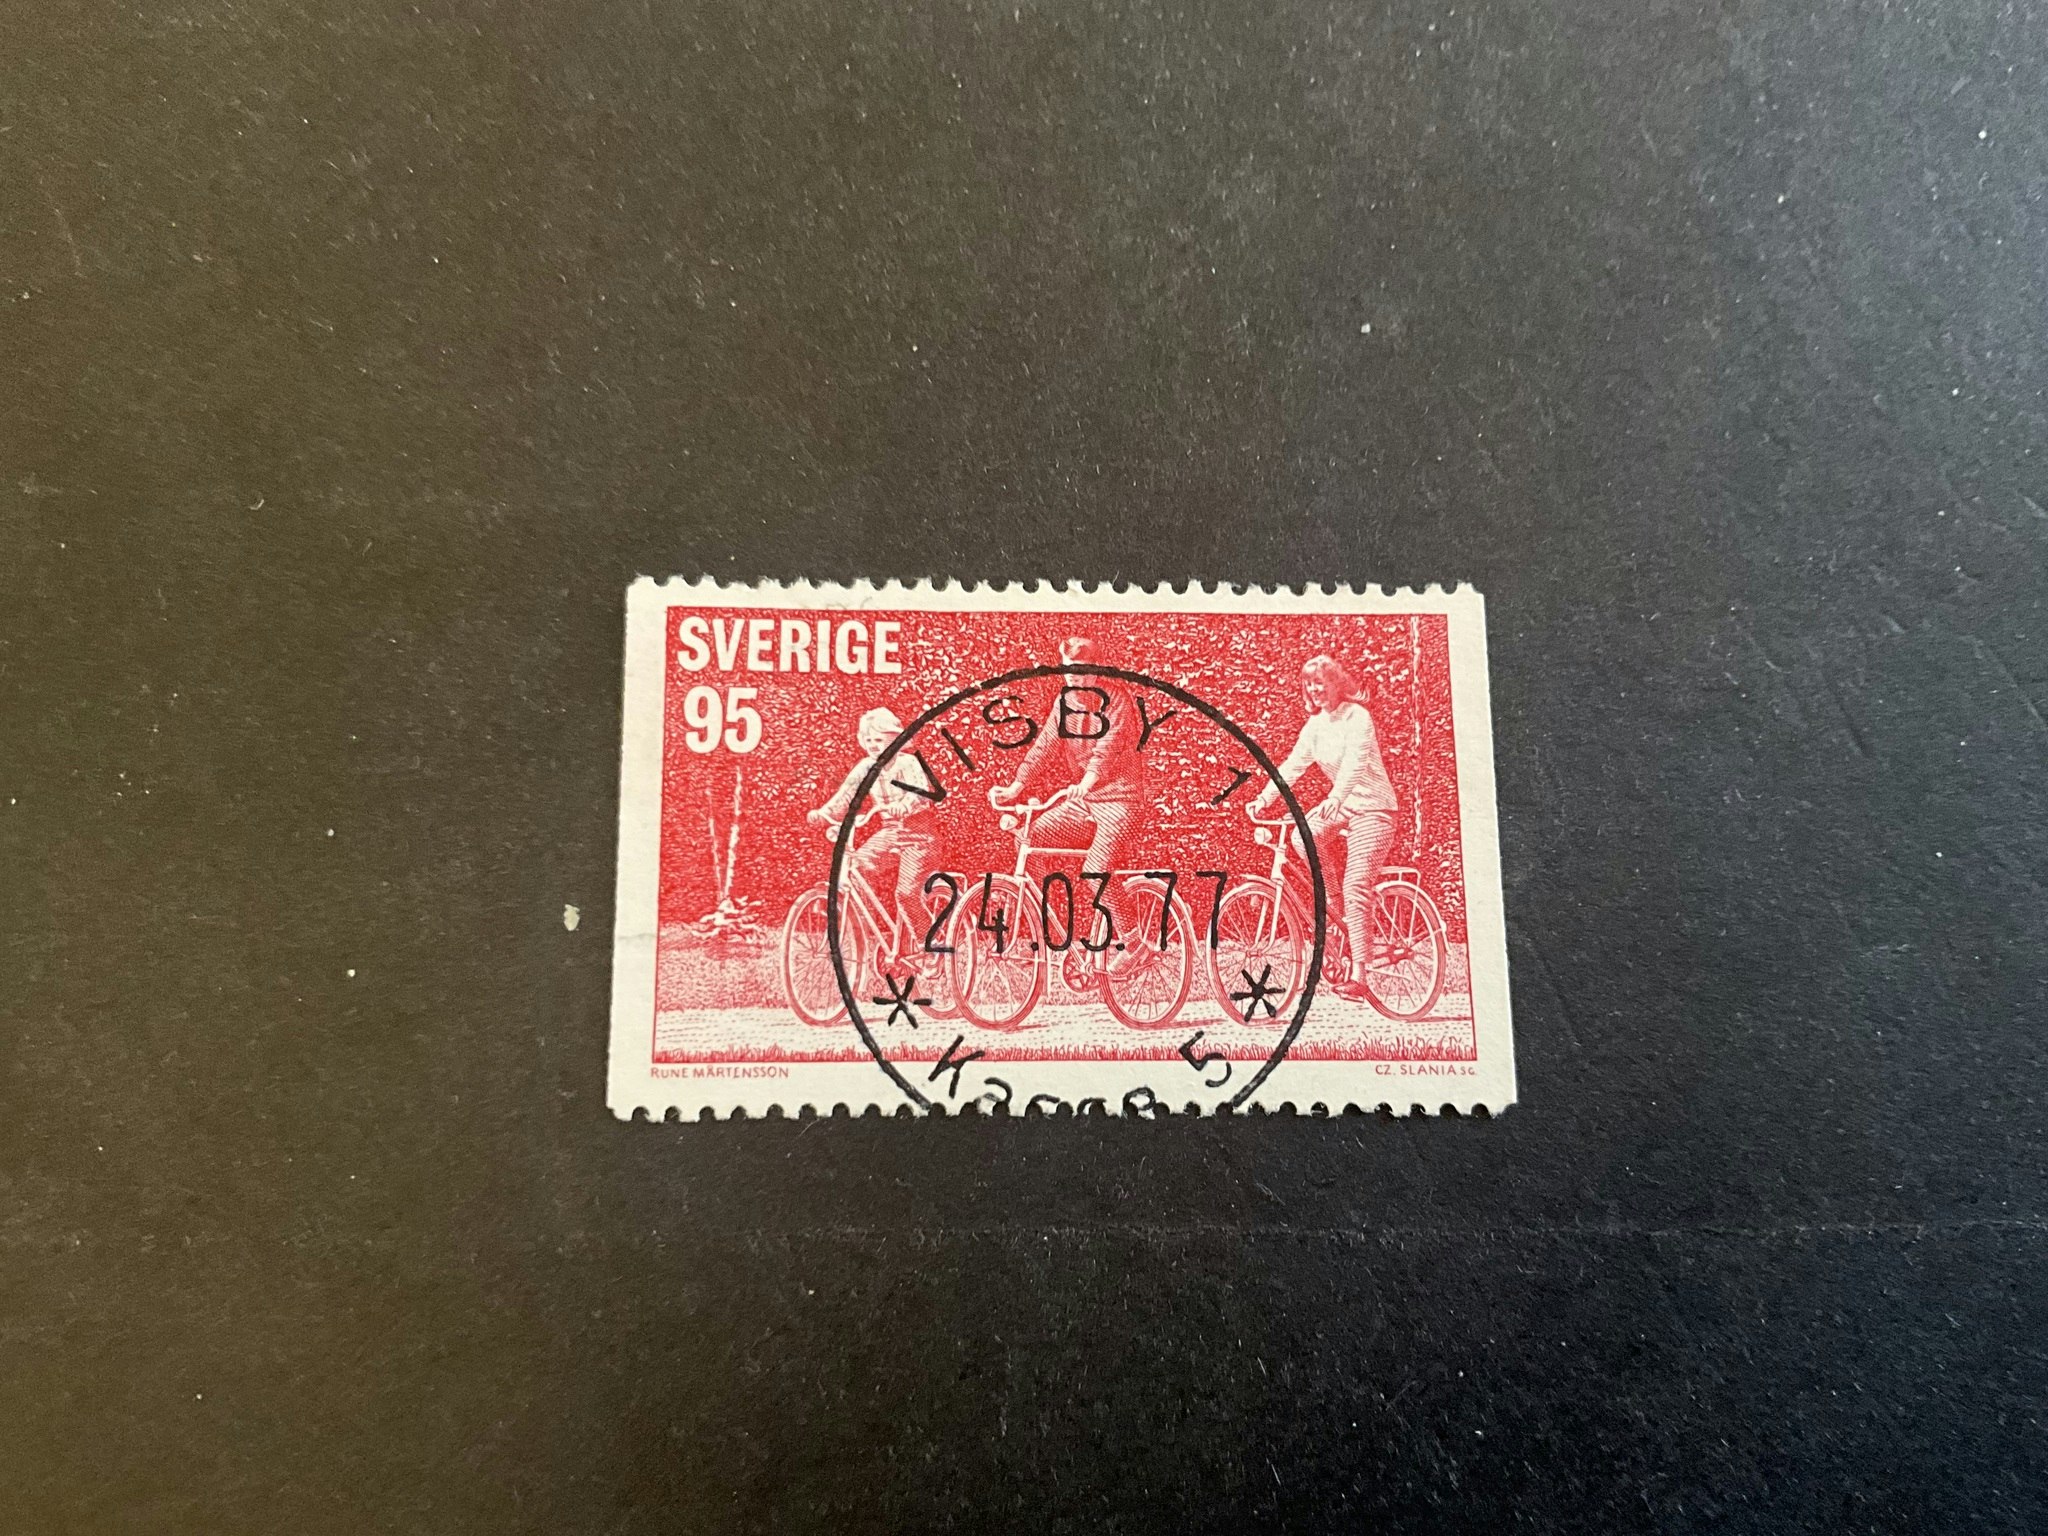 SVERIGE
95
VISBY 1
24.03.77
* *
Kassa 5
RUNE MÅRTENSSON
CZ. SLANIA SC.